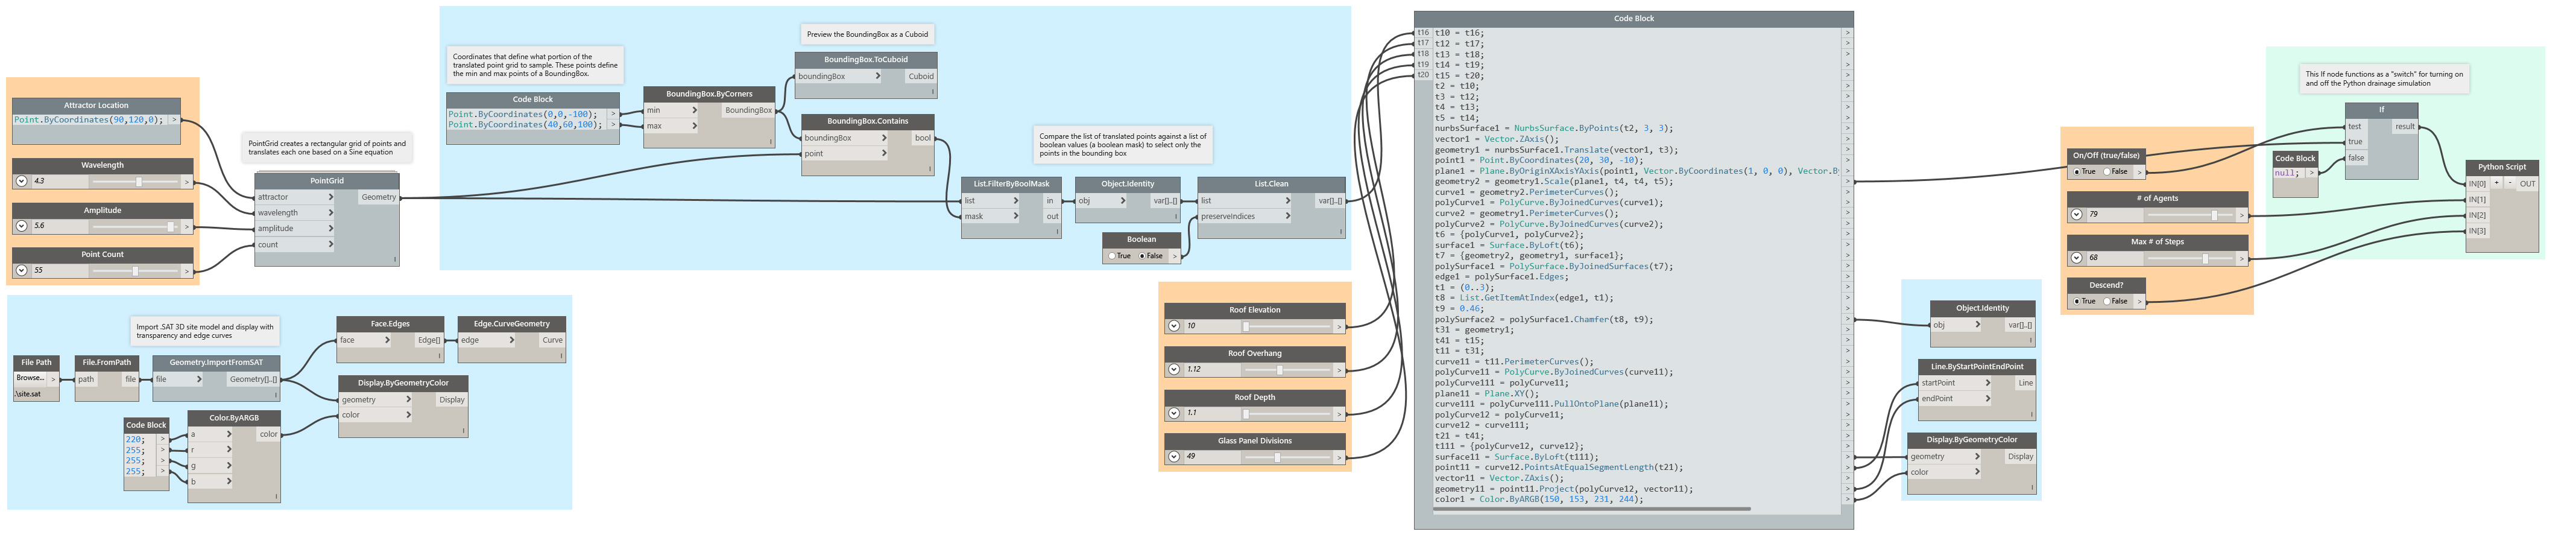 Attractor Location
Point.ByCoordinates(90,120,0); >
Wavelength
4.3 >
Amplitude
5.6 >
Point Count
55 >
PointGrid creates a rectangular grid of points and
translates each one based on a Sine equation
PointGrid
attractor > Geometry
wavelength >
amplitude >
count >
Import .SAT 3D site model and display with
transparency and edge curves
File Path
Browse... >
.\site.sat
File.FromPath
path file
Geometry.ImportFromSAT
file > Geometry[]..[]
Face.Edges
face > Edge[]
Edge.CurveGeometry
edge > Curve
Display.ByGeometryColor
geometry > Display
color >
Code Block
220; >
255; >
255; >
255; >
Color.ByARGB
a > color
r >
g >
b >
Coordinates that define what portion of the
translated point grid to sample. These points define
the min and max points of a BoundingBox.
Code Block
Point.ByCoordinates(0,0,-100); >
Point.ByCoordinates(40,60,100); >
BoundingBox.ByCorners
min > BoundingBox
max >
Preview the BoundingBox as a Cuboid
BoundingBox.ToCuboid
boundingBox > Cuboid
BoundingBox.Contains
boundingBox > bool
point >
Compare the list of translated points against a list of
boolean values (a boolean mask) to select only the
points in the bounding box
List.FilterByBoolMask
list > in
mask > out
Object.Identity
obj > var[]..[]
Boolean
True False >
List.Clean
list > var[]..[]
preserveIndices >
Roof Elevation
10 >
Roof Overhang
1.12 >
Roof Depth
1.1 >
Glass Panel Divisions
49 >
Code Block
t16 t10 = t16; >
t17 t12 = t17; >
t18 t13 = t18; >
t19 t14 = t19; >
t20 t15 = t20; >
t2 = t10; >
t3 = t12; >
t4 = t13; >
t5 = t14; >
nurbsSurface1 = NurbsSurface.ByPoints(t2, 3, 3); >
vector1 = Vector.ZAxis(); >
geometry1 = nurbsSurface1.Translate(vector1, t3); >
point1 = Point.ByCoordinates(20, 30, -10); >
plane1 = Plane.ByOriginXAxisYAxis(point1, Vector.ByCoordinates(1, 0, 0), Vector.B >
geometry2 = geometry1.Scale(plane1, t4, t4, t5); >
curve1 = geometry2.PerimeterCurves(); >
polyCurve1 = PolyCurve.ByJoinedCurves(curve1); >
curve2 = geometry1.PerimeterCurves(); >
polyCurve2 = PolyCurve.ByJoinedCurves(curve2); >
t6 = {polyCurve1, polyCurve2}; >
surface1 = Surface.ByLoft(t6); >
t7 = {geometry2, geometry1, surface1}; >
polySurface1 = PolySurface.ByJoinedSurfaces(t7); >
edge1 = polySurface1.Edges; >
t1 = (0..3); >
t8 = List.GetItemAtIndex(edge1, t1); >
t9 = 0.46; >
polySurface2 = polySurface1.Chamfer(t8, t9); >
t31 = geometry1; >
t41 = t15; >
t11 = t31; >
curve11 = t11.PerimeterCurves(); >
polyCurve11 = PolyCurve.ByJoinedCurves(curve11); >
polyCurve111 = polyCurve11; >
plane11 = Plane.XY(); >
curve111 = polyCurve111.PullOntoPlane(plane11); >
polyCurve12 = polyCurve11; >
curve12 = curve111; >
t21 = t41; >
t111 = {polyCurve12, curve12}; >
surface11 = Surface.ByLoft(t111); >
point11 = curve12.PointsAtEqualSegmentLength(t21); >
vector11 = Vector.ZAxis(); >
geometry11 = point11.Project(polyCurve12, vector11); >
color1 = Color.ByARGB(150, 153, 231, 244); >
Object.Identity
obj > var[]..[]
Line.ByStartPointEndPoint
startPoint > Line
endPoint >
Display.ByGeometryColor
geometry > Display
color >
On/Off (true/false)
True False >
# of Agents
79 >
Max # of Steps
68 >
Descend?
True False >
This If node functions as a "switch" for turning on
and off the Python drainage simulation
If
test > result
true >
false >
Code Block
null; >
Python Script
IN[0] + - OUT
IN[1]
IN[2]
IN[3]